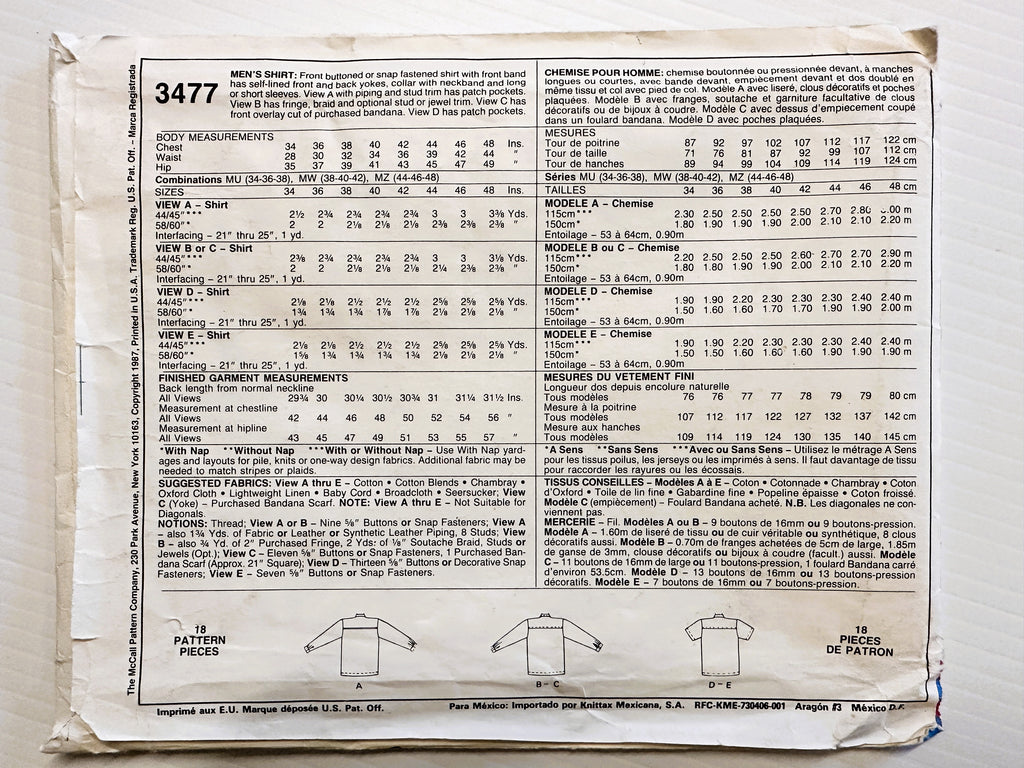 3477
MEN'S SHIRT: Front buttoned or snap fastened shirt with front band
has self-lined front and back yokes, collar with neckband and long
or short sleeves. View A with piping and stud trim has patch pockets.
View B has fringe, braid and optional stud or jewel trim. View C has
front overlay cut of purchased bandana. View D has patch pockets.
BODY MEASUREMENTS
Chest 34 36 38 40 42 44 46 48 Ins.
Waist 28 30 32 34 36 39 42 44 "
Hip 35 37 39 41 43 45 47 49 "
Combinations MU (34-36-38), MW (38-40-42), MZ (44-46-48)
SIZES 34 36 38 40 42 44 46 48 Ins.
VIEW A – Shirt
44/45"*** 2½ 2¾ 2¾ 2¾ 2¾ 3 3 3⅜ Yds.
58/60"* 2 2 2⅛ 2⅛ 2⅛ 2⅜ 2⅜ 2⅜ "
Interfacing – 21" thru 25", 1 yd.
VIEW B or C – Shirt
44/45"*** 2⅜ 2¾ 2¾ 2¾ 2¾ 3 3 3⅛ Yds.
58/60"* 2 2 2⅛ 2⅛ 2⅛ 2¼ 2⅜ 2⅜ "
Interfacing – 21" thru 25", 1 yd.
VIEW D – Shirt
44/45"*** 2⅛ 2⅛ 2½ 2½ 2½ 2⅝ 2⅝ 2⅝ Yds.
58/60"* 1¾ 1¾ 1¾ 1⅞ 1⅞ 2⅛ 2⅛ 2⅛ "
Interfacing – 21" thru 25", 1 yd.
VIEW E – Shirt
44/45"*** 2⅛ 2⅛ 2½ 2½ 2½ 2⅝ 2⅝ 2⅝ Yds.
58/60"* 1⅝ 1¾ 1¾ 1¾ 1¾ 2⅛ 2⅛ 2⅛ "
Interfacing – 21" thru 25", 1 yd.
FINISHED GARMENT MEASUREMENTS
Back length from normal neckline
All Views 29¾ 30 30¼ 30½ 30¾ 31 31¼ 31½ Ins.
Measurement at chestline
All Views 42 44 46 48 50 52 54 56 "
Measurement at hipline
All Views 43 45 47 49 51 53 55 57 "
*With Nap **Without Nap ***With or Without Nap – Use With Nap yard-
ages and layouts for pile, knits or one-way design fabrics. Additional fabric may be
needed to match stripes or plaids.
SUGGESTED FABRICS: View A thru E – Cotton • Cotton Blends • Chambray •
Oxford Cloth • Lightweight Linen • Baby Cord • Broadcloth • Seersucker; View
C (Yoke) – Purchased Bandana Scarf. NOTE: View A thru E – Not Suitable for
Diagonals.
NOTIONS: Thread; View A or B – Nine ⅝" Buttons or Snap Fasteners; View A
– also 1¾ Yds. of Fabric or Leather or Synthetic Leather Piping, 8 Studs; View
B – also ¾ Yd. of 2" Purchased Fringe, 2 Yds. of ⅛" Soutache Braid, Studs or
Jewels (Opt.); View C – Eleven ⅝" Buttons or Snap Fasteners, 1 Purchased Ban-
dana Scarf (Approx. 21" Square); View D – Thirteen ⅝" Buttons or Decorative Snap
Fasteners; View E – Seven ⅝" Buttons or Snap Fasteners.
CHEMISE POUR HOMME: chemise boutonnée ou pressionnée devant, à manches
longues ou courtes, avec bande devant, empiècement devant et dos doublé en
même tissu et col avec pied de col. Modèle A avec liseré, clous décoratifs et poches
plaquées. Modèle B avec franges, soutache et garniture facultative de clous
décoratifs ou de bijoux à coudre. Modèle C avec dessus d'empiecement coupé
dans un foulard bandana. Modèle D avec poches plaquées.
MESURES
Tour de poitrine 87 92 97 102 107 112 117 122 cm
Tour de taille 71 76 81 87 92 99 107 112 cm
Tour de hanches 89 94 99 104 109 114 119 124 cm
Séries MU (34-36-38), MW (38-40-42), MZ (44-46-48)
TAILLES 34 36 38 40 42 44 46 48 cm
MODELE A – Chemise
115cm*** 2.30 2.50 2.50 2.50 2.50 2.70 2.80 .00 m
150cm* 1.80 1.90 1.90 1.90 2.00 2.10 2.10 2.20 m
Entoilage – 53 à 64cm, 0.90m
MODELE B ou C – Chemise
115cm*** 2.20 2.50 2.50 2.50 2.60 2.70 2.70 2.90 m
150cm* 1.80 1.80 1.90 1.90 2.00 2.10 2.10 2.20 m
Entoilage – 53 à 64cm, 0.90m
MODELE D – Chemise
115cm*** 1.90 1.90 2.20 2.30 2.30 2.30 2.40 2.40 m
150cm* 1.50 1.60 1.60 1.70 1.70 1.90 1.90 2.00 m
Entoilage – 53 à 64cm, 0.90m
MODELE E – Chemise
115cm*** 1.90 1.90 2.20 2.30 2.30 2.30 2.40 2.40 m
150cm* 1.50 1.50 1.60 1.60 1.60 1.90 1.90 1.90 m
Entoilage – 53 à 64cm, 0.90m
MESURES DU VETEMENT FINI
Longueur dos depuis encolure naturelle
Tous modèles 76 76 77 77 78 79 79 80 cm
Mesure à la poitrine
Tous modèles 107 112 117 122 127 132 137 142 cm
Mesure aux hanches
Tous modèles 109 114 119 124 130 135 140 145 cm
*A Sens **Sans Sens ***Avec ou Sans Sens – Utilisez le métrage A Sens
pour les tissus poilus, les jerseys ou les imprimés à sens. Il faut davantage de tissu
pour raccorder les rayures ou les écossais.
TISSUS CONSEILLES – Modèles A à E – Coton • Cotonnade • Chambray • Coton
d'Oxford • Toile de lin fine • Gabardine fine • Popeline épaisse • Coton froissé.
Modèle C (empiècement) – Foulard Bandana acheté. N.B. Les diagonales ne con-
viennent pas.
MERCERIE – Fil. Modèles A ou B – 9 boutons de 16mm ou 9 boutons-pression.
Modèle A – 1.60m de liseré de tissu ou de cuir véritable ou synthétique, 8 clous
décoratifs aussi. Modèle B – 0.70m de franges achetées de 5cm de large, 1.85m
de ganse de 3mm, clouse décoratifs ou bijoux à coudre (facult.) aussi. Modèle
C – 11 boutons de 16mm de large ou 11 boutons-pression, 1 foulard Bandana carré
d'environ 53.5cm. Modèle D – 13 boutons de 16mm ou 13 boutons-pression
décoratifs. Modèle E – 7 boutons de 16mm ou 7 boutons-pression.
18
PATTERN
PIECES
A
B – C
D – E
18
PIECES
DE PATRON
Imprimé aux E.U. Marque déposée U.S. Pat. Off.
Para México: Importado por Knittax Mexicana, S.A. RFC-KME-730406-001 Aragón #3 México D.F.
The McCall Pattern Company, 230 Park Avenue, New York 10163, Copyright 1987, Printed in U.S.A. Trademark Reg. U.S. Pat. Off. – Marca Registrada